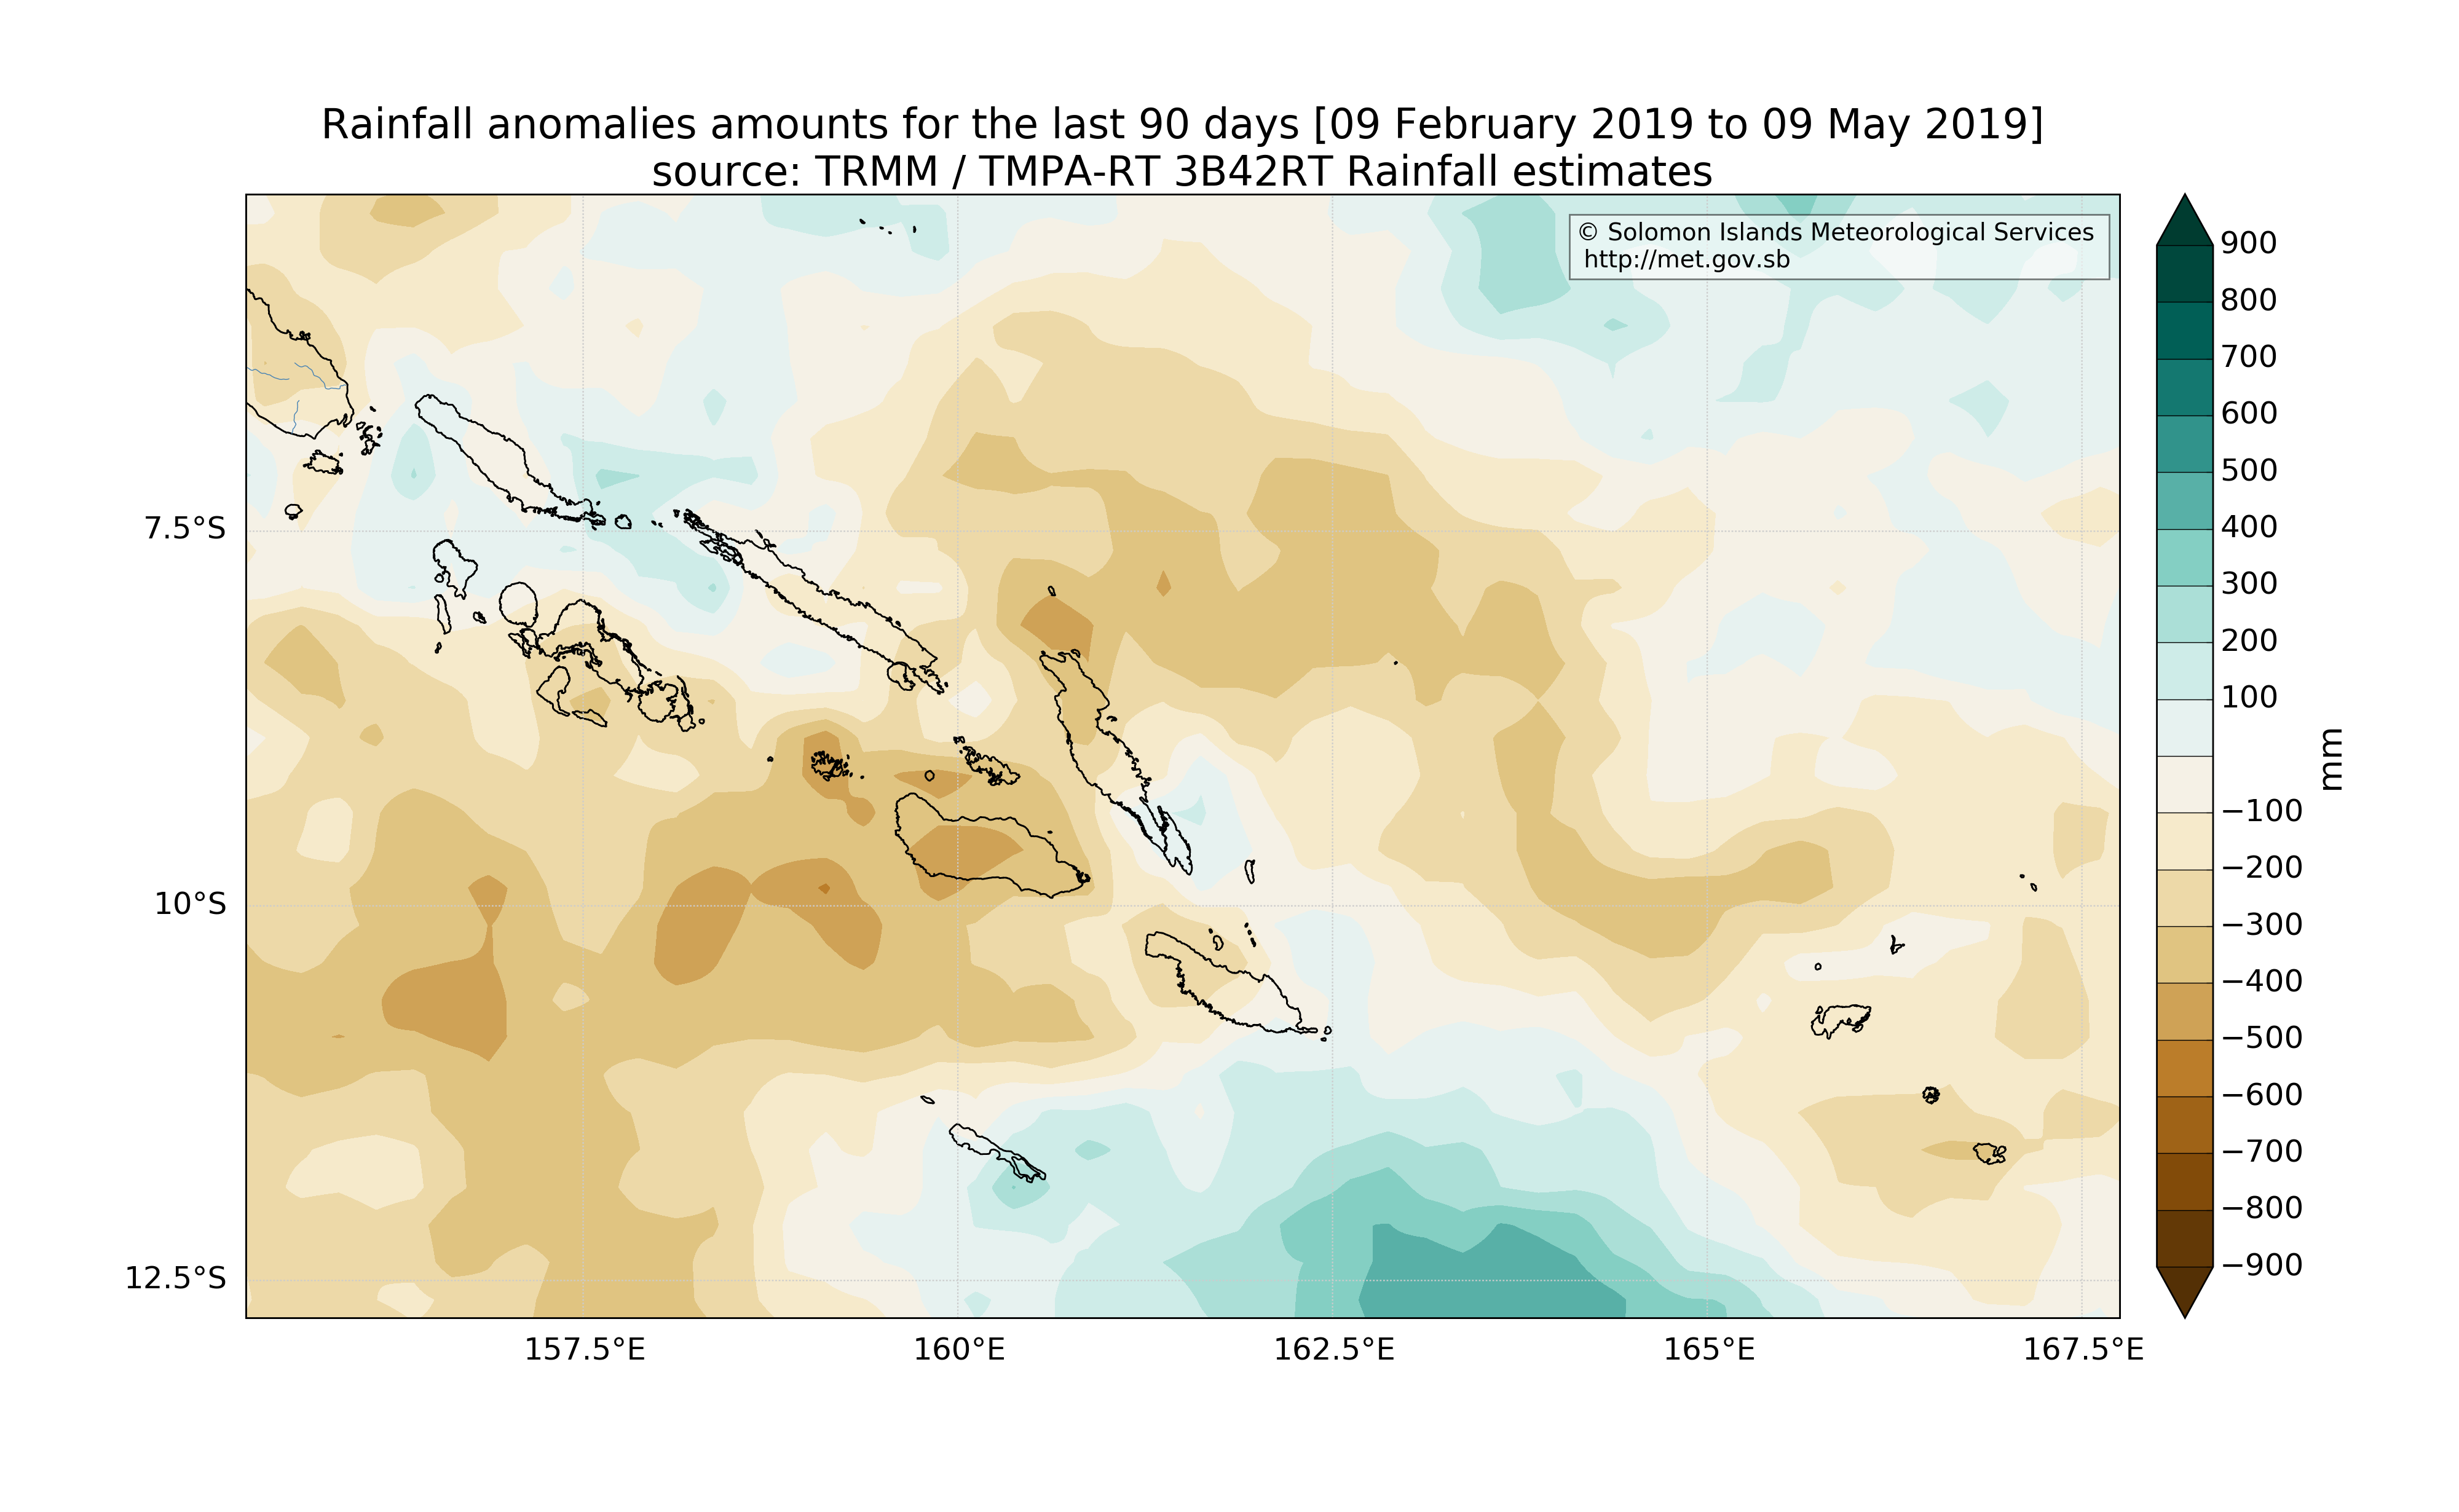 Rainfall anomalies amounts for the last 90 days [09 February 2019 to 09 May 2019]
source: TRMM / TMPA-RT 3B42RT Rainfall estimates
© Solomon Islands Meteorological Services
http://met.gov.sb
7.5°S
10°S
12.5°S
157.5°E
160°E
162.5°E
165°E
167.5°E
900
800
700
600
500
400
300
200
100
−100
−200
−300
−400
−500
−600
−700
−800
−900
mm